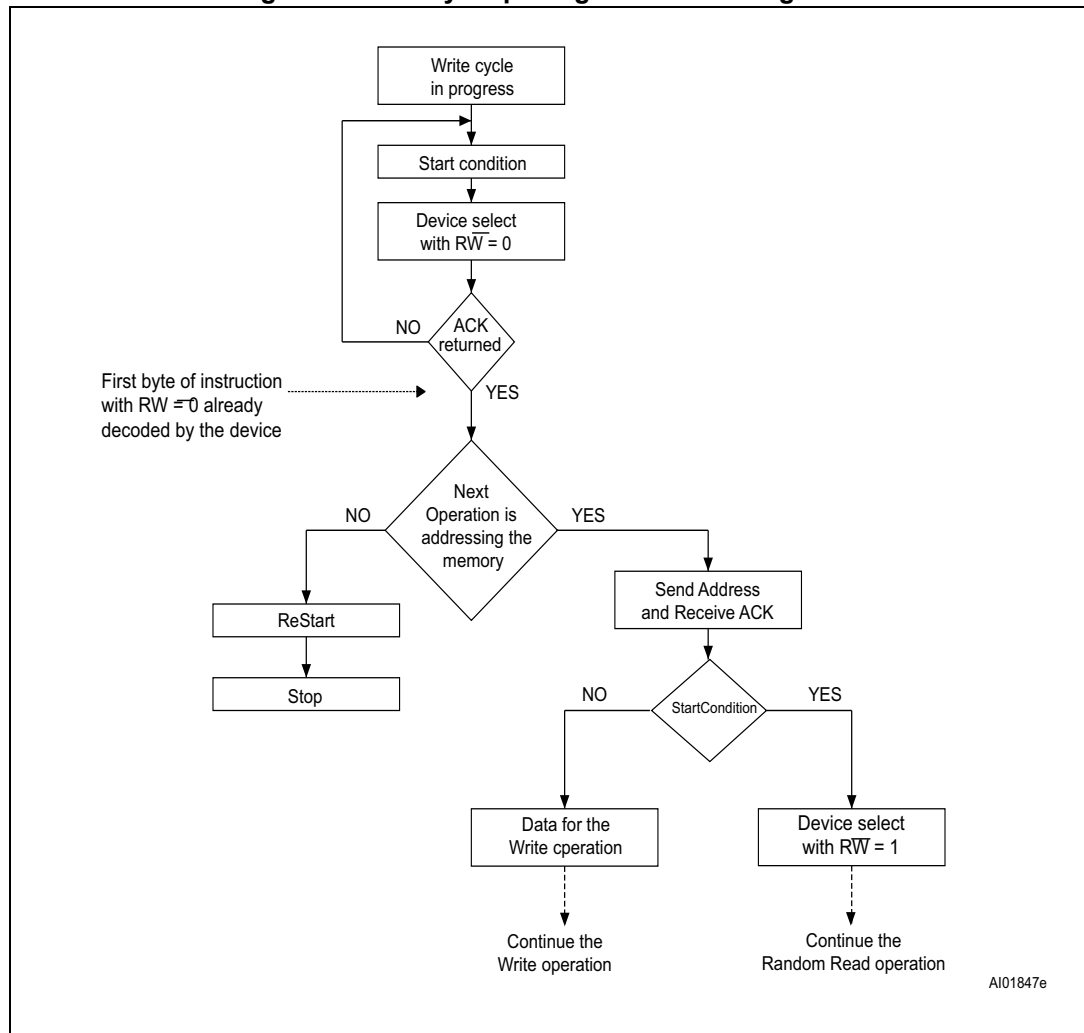 Write cycle
in progress
Start condition
Device select
with RW̅ = 0
ACK
returned
NO
YES
First byte of instruction
with RW = 0 already
decoded by the device
Next
Operation is
addressing the
memory
NO
YES
Send Address
and Receive ACK
ReStart
Stop
StartCondition
NO
YES
Data for the
Write cperation
Device select
with RW̅ = 1
Continue the
Write operation
Continue the
Random Read operation
AI01847e